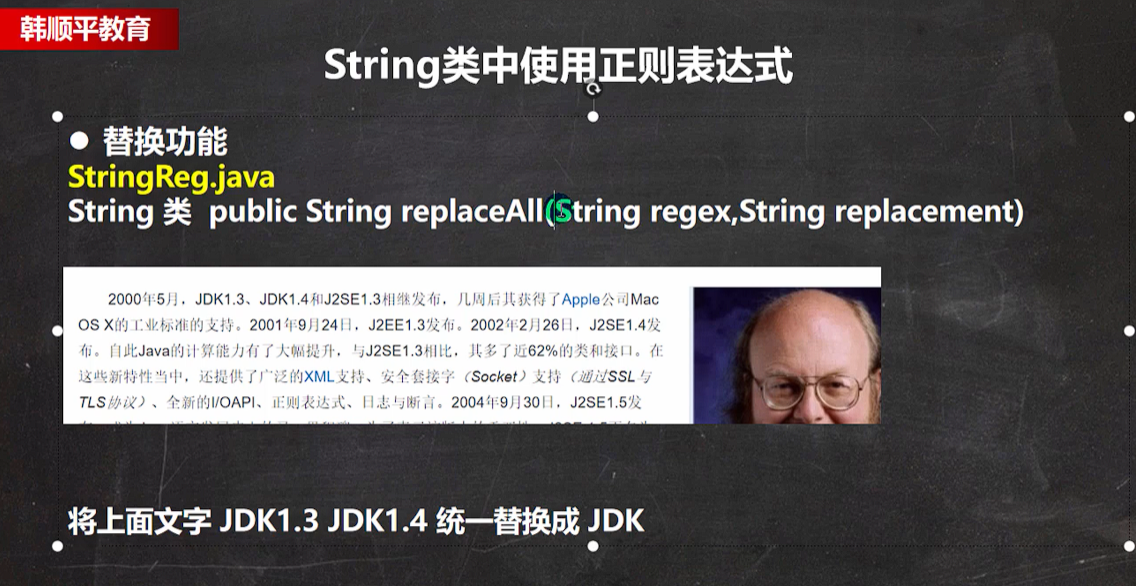 韩顺平教育
String类中使用正则表达式
● 替换功能
StringReg.java
String 类 public String replaceAll(String regex,String replacement)
2000年5月，JDK1.3、JDK1.4和J2SE1.3相继发布，几周后其获得了Apple公司Mac
OS X的工业标准的支持。2001年9月24日，J2EE1.3发布。2002年2月26日，J2SE1.4发
布。自此Java的计算能力有了大幅提升，与J2SE1.3相比，其多了近62%的类和接口。在
这些新特性当中，还提供了广泛的XML支持、安全套接字（Socket）支持（通过SSL与
TLS协议）、全新的I/OAPI、正则表达式、日志与断言。2004年9月30日，J2SE1.5发
将上面文字 JDK1.3 JDK1.4 统一替换成 JDK